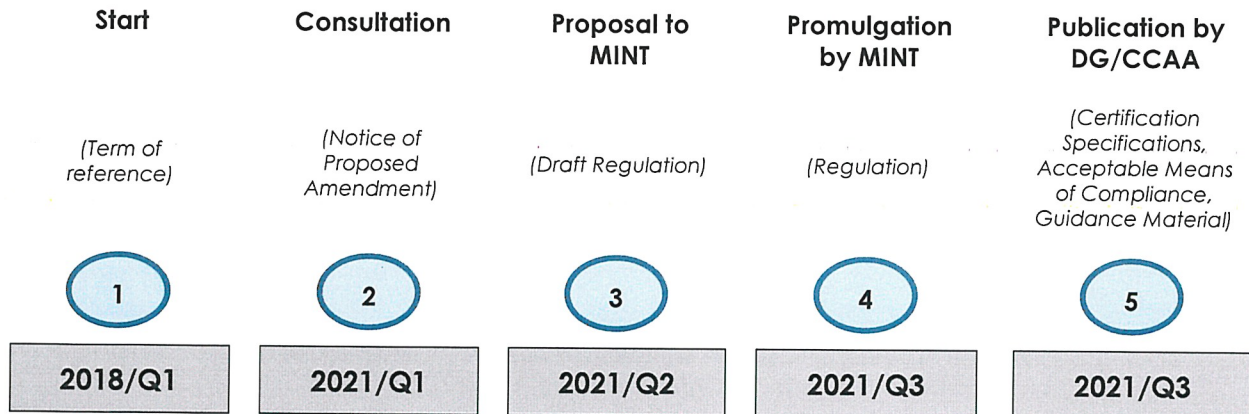 Start
Consultation
Proposal to
MINT
Promulgation
by MINT
Publication by
DG/CCAA
(Term of
reference)
(Notice of
Proposed
Amendment)
(Draft Regulation)
(Regulation)
(Certification
Specifications,
Acceptable Means
of Compliance,
Guidance Material)
1
2
3
4
5
2018/Q1
2021/Q1
2021/Q2
2021/Q3
2021/Q3